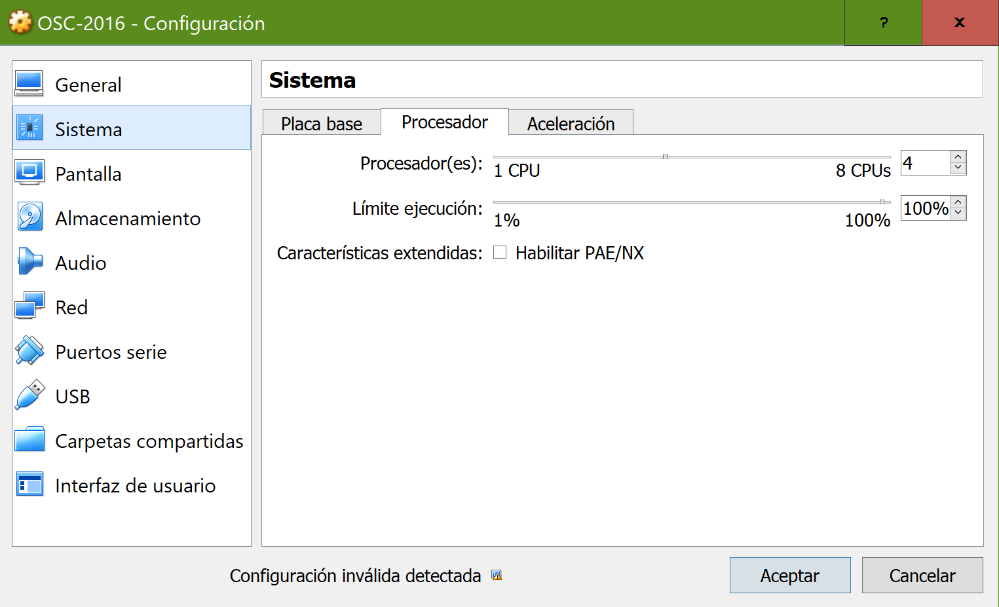 OSC-2016 - Configuración
?
x
General
Sistema
Pantalla
Almacenamiento
Audio
Red
Puertos serie
USB
Carpetas compartidas
Interfaz de usuario
Sistema
Placa base Procesador Aceleración
Procesador(es):
1 CPU 8 CPUs
4
Límite ejecución:
1% 100%
100%
Características extendidas: Habilitar PAE/NX
Configuración inválida detectada
Aceptar Cancelar